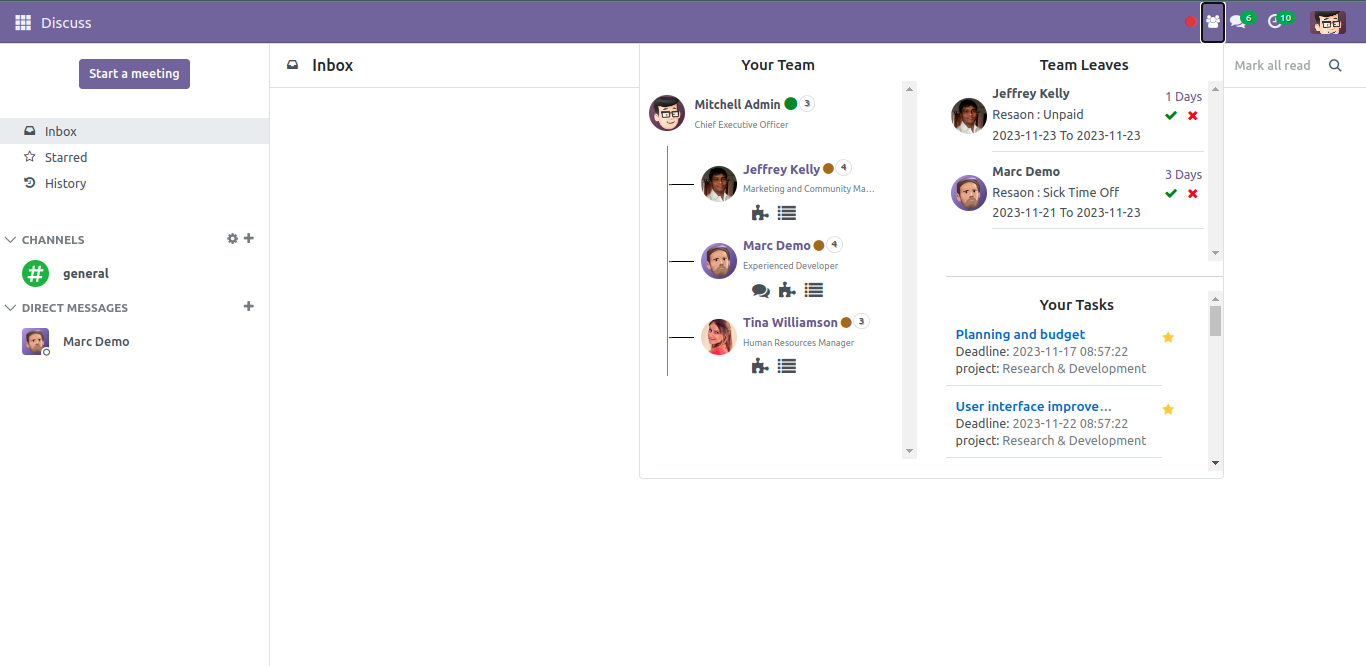 Discuss
6
10
Start a meeting
Inbox
Starred
History
CHANNELS
general
DIRECT MESSAGES
Marc Demo
Inbox
Mark all read
Your Team
Mitchell Admin 3
Chief Executive Officer
Jeffrey Kelly 4
Marketing and Community Ma...
Marc Demo 4
Experienced Developer
Tina Williamson 3
Human Resources Manager
Team Leaves
Jeffrey Kelly
1 Days
Resaon : Unpaid
2023-11-23 To 2023-11-23
Marc Demo
3 Days
Resaon : Sick Time Off
2023-11-21 To 2023-11-23
Your Tasks
Planning and budget
Deadline: 2023-11-17 08:57:22
project: Research & Development
User interface improve...
Deadline: 2023-11-22 08:57:22
project: Research & Development